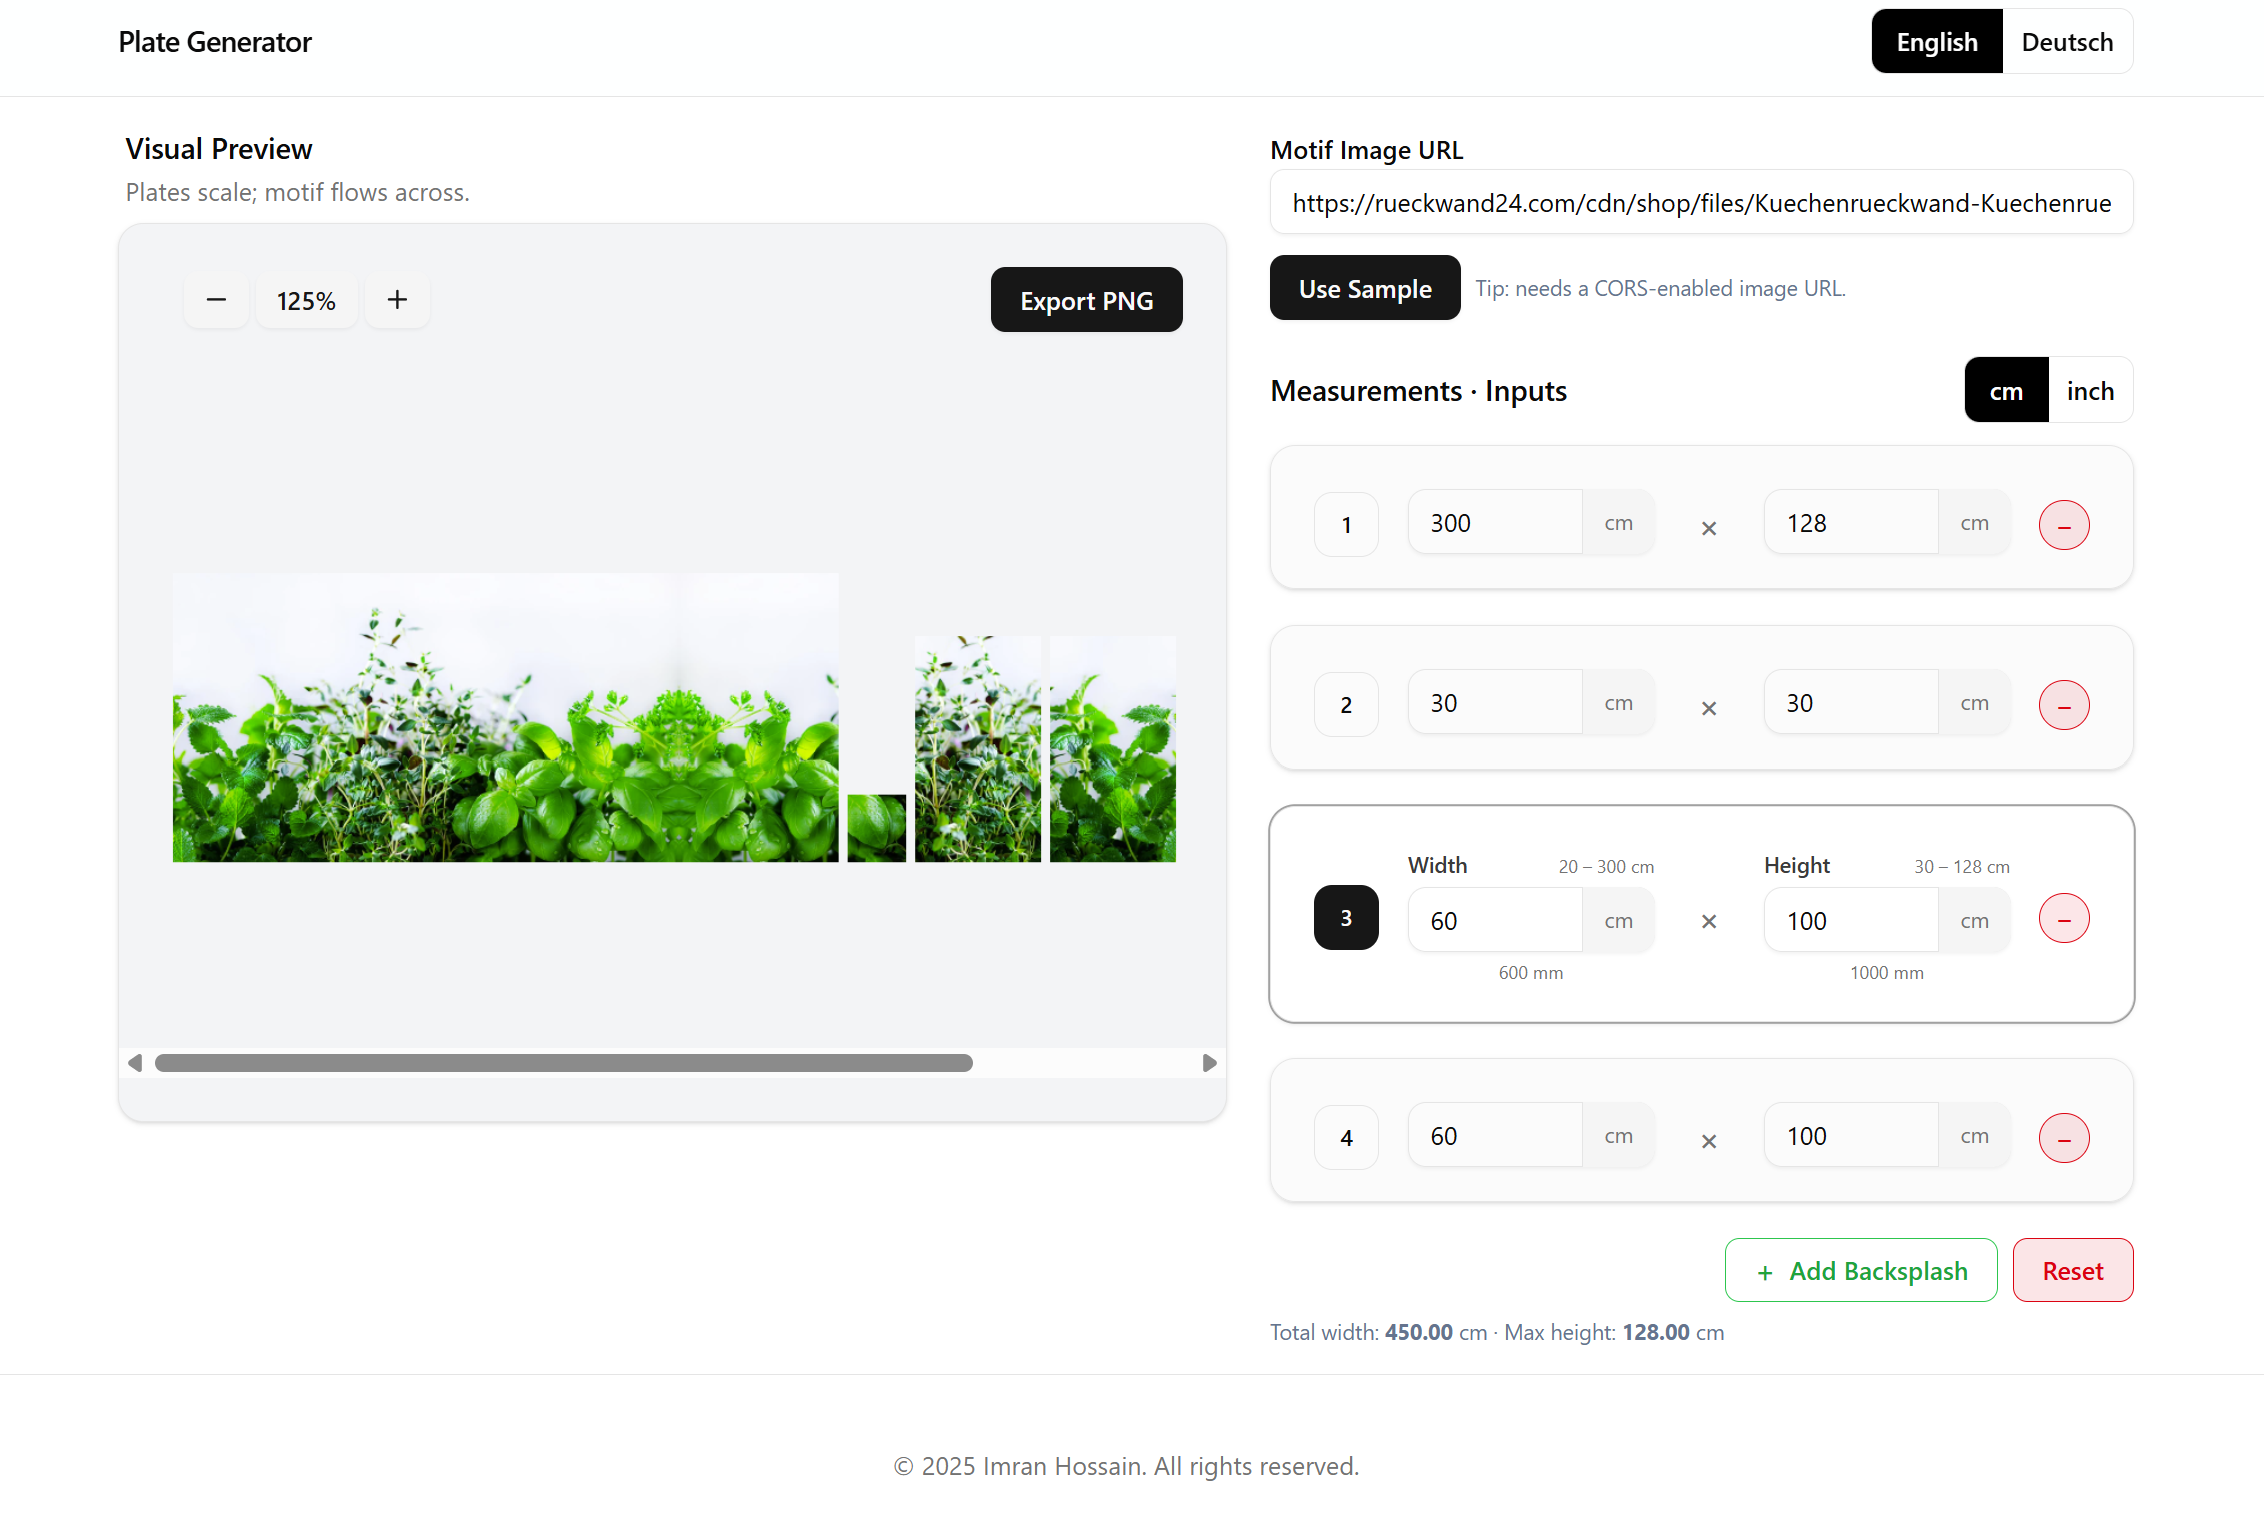 Plate Generator
English
Deutsch
Visual Preview
Plates scale; motif flows across.
125%
Export PNG
Motif Image URL
https://rueckwand24.com/cdn/shop/files/Kuechenrueckwand-Kuechenrue
Use Sample
Tip: needs a CORS-enabled image URL.
Measurements · Inputs
cm
inch
1
300 cm × 128 cm
2
30 cm × 30 cm
Width 20 – 300 cm Height 30 – 128 cm
3
60 cm × 100 cm
600 mm 1000 mm
4
60 cm × 100 cm
+ Add Backsplash
Reset
Total width: 450.00 cm · Max height: 128.00 cm
© 2025 Imran Hossain. All rights reserved.